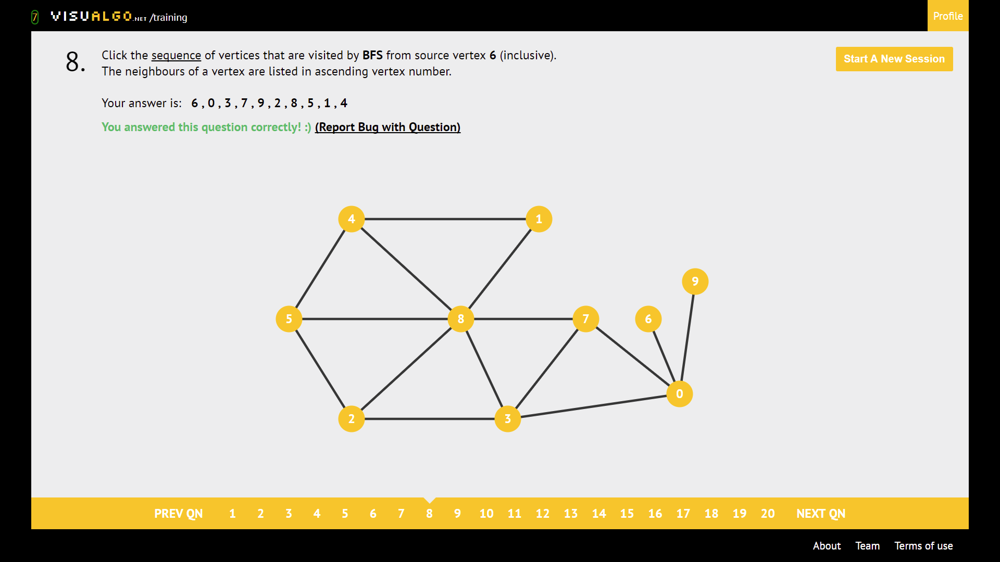 7 VISUALGO.NET /training
Profile
8. Click the sequence of vertices that are visited by BFS from source vertex 6 (inclusive).
The neighbours of a vertex are listed in ascending vertex number.
Start A New Session
Your answer is: 6 , 0 , 3 , 7 , 9 , 2 , 8 , 5 , 1 , 4
You answered this question correctly! :) (Report Bug with Question)
4 1
9
5 8 7 6
0
2 3
PREV QN 1 2 3 4 5 6 7 8 9 10 11 12 13 14 15 16 17 18 19 20 NEXT QN
About Team Terms of use